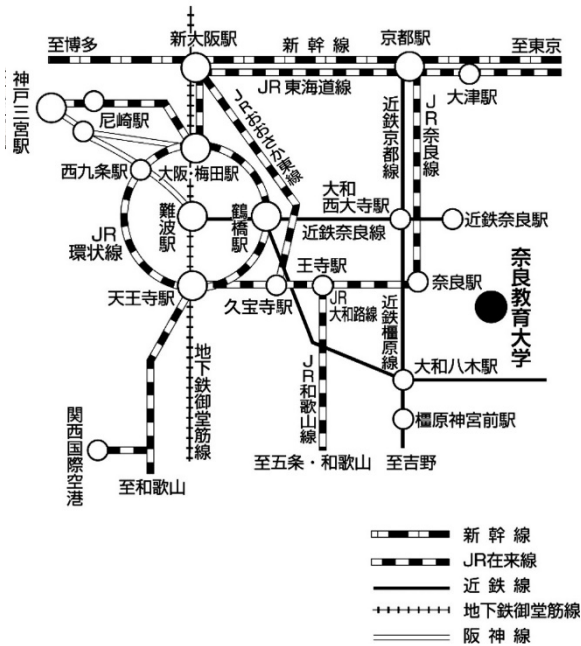 至博多
新大阪駅
新幹線
京都駅
至東京
JR東海道線
大津駅
神戸三宮駅
尼崎駅
JRおおさか東線
近鉄京都線
JR奈良線
西九条駅
大阪・梅田駅
大和
西大寺駅
難波駅
鶴橋駅
近鉄奈良線
近鉄奈良駅
JR
環状線
王寺駅
奈良駅
奈良教育大学
天王寺駅
久宝寺駅
JR
大和路線
近鉄橿原線
地下鉄御堂筋線
JR和歌山線
大和八木駅
橿原神宮前駅
関西国際空港
至和歌山
至五条・和歌山
至吉野
新幹線
JR在来線
近鉄線
地下鉄御堂筋線
阪神線